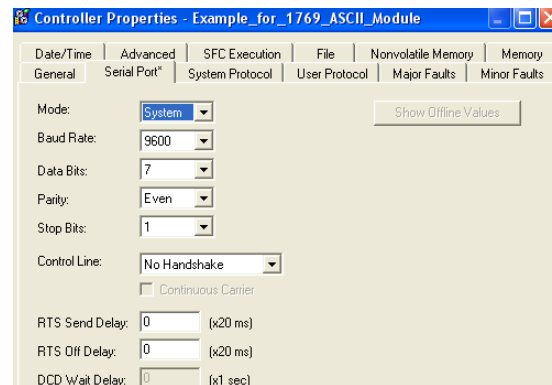 Controller Properties - Example_for_1769_ASCII_Module
Date/Time Advanced SFC Execution File Nonvolatile Memory Memory
General Serial Port* System Protocol User Protocol Major Faults Minor Faults
Mode: System Show Offline Values
Baud Rate: 9600
Data Bits: 7
Parity: Even
Stop Bits: 1
Control Line: No Handshake
Continuous Carrier
RTS Send Delay: 0 (x20 ms)
RTS Off Delay: 0 (x20 ms)
DCD Wait Delay: 0 (x1 sec)